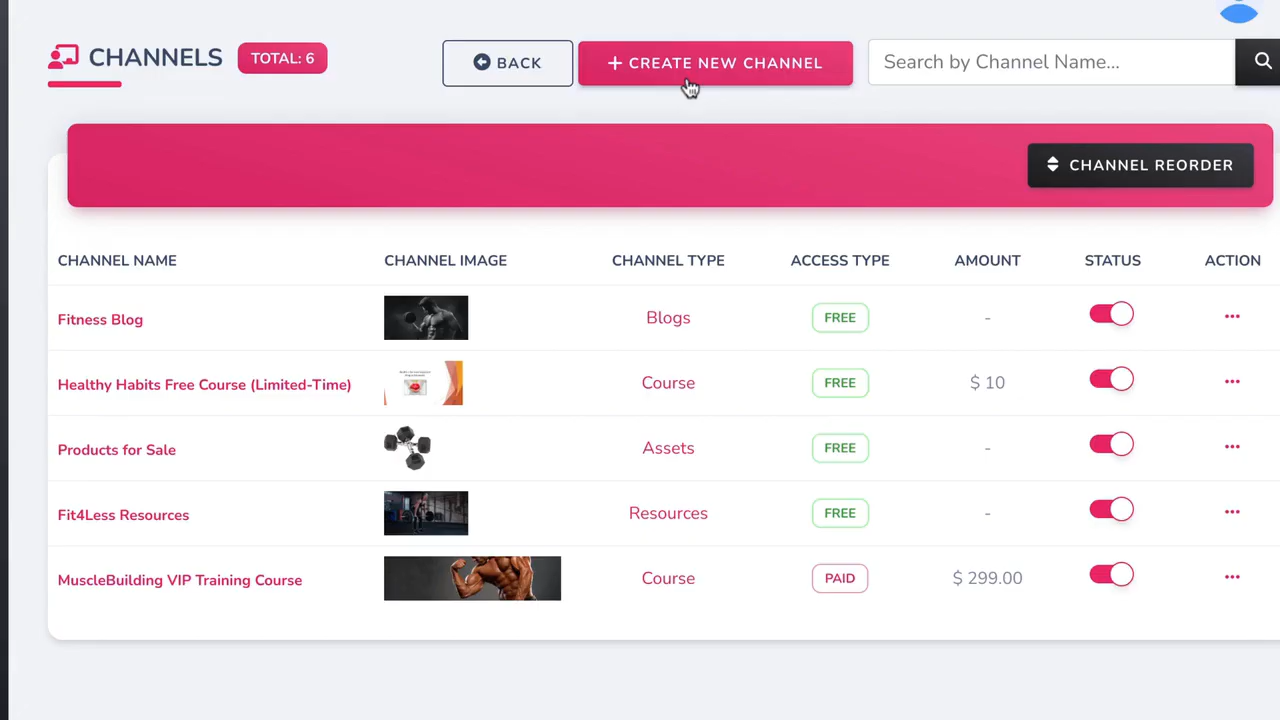 CHANNELS TOTAL: 6 BACK + CREATE NEW CHANNEL Search by Channel Name...
CHANNEL REORDER
CHANNEL NAME CHANNEL IMAGE CHANNEL TYPE ACCESS TYPE AMOUNT STATUS ACTION
Fitness Blog Blogs FREE -
Healthy Habits Free Course (Limited-Time) Course FREE $ 10
Products for Sale Assets FREE -
Fit4Less Resources Resources FREE -
MuscleBuilding VIP Training Course Course PAID $ 299.00